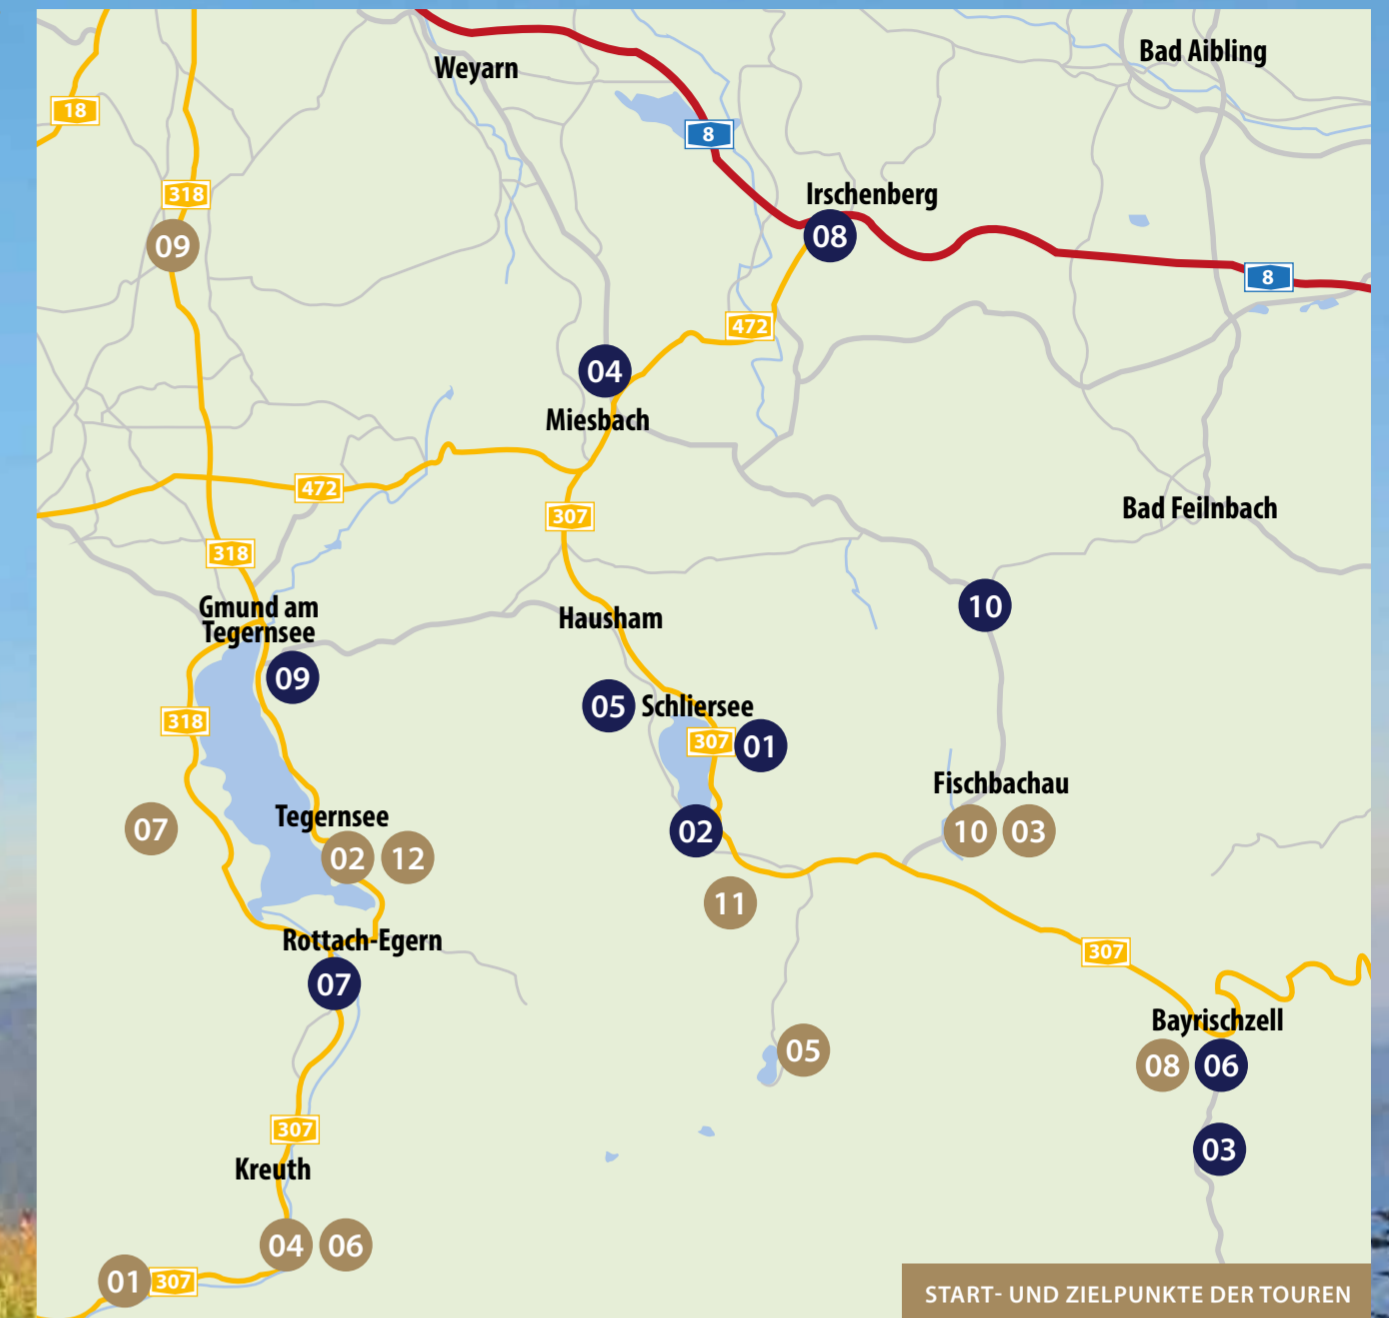 Weyarn
Bad Aibling
18
8
318
Irschenberg
09
08
8
472
04
Miesbach
472
307
Bad Feilnbach
318
Gmund am
Tegernsee
10
Hausham
09
05
Schliersee
318
307
01
Fischbachau
07
Tegernsee
02
10
03
02
12
11
Rottach-Egern
307
07
Bayrischzell
05
08
06
307
03
Kreuth
04
06
01
307
START- UND ZIELPUNKTE DER TOUREN